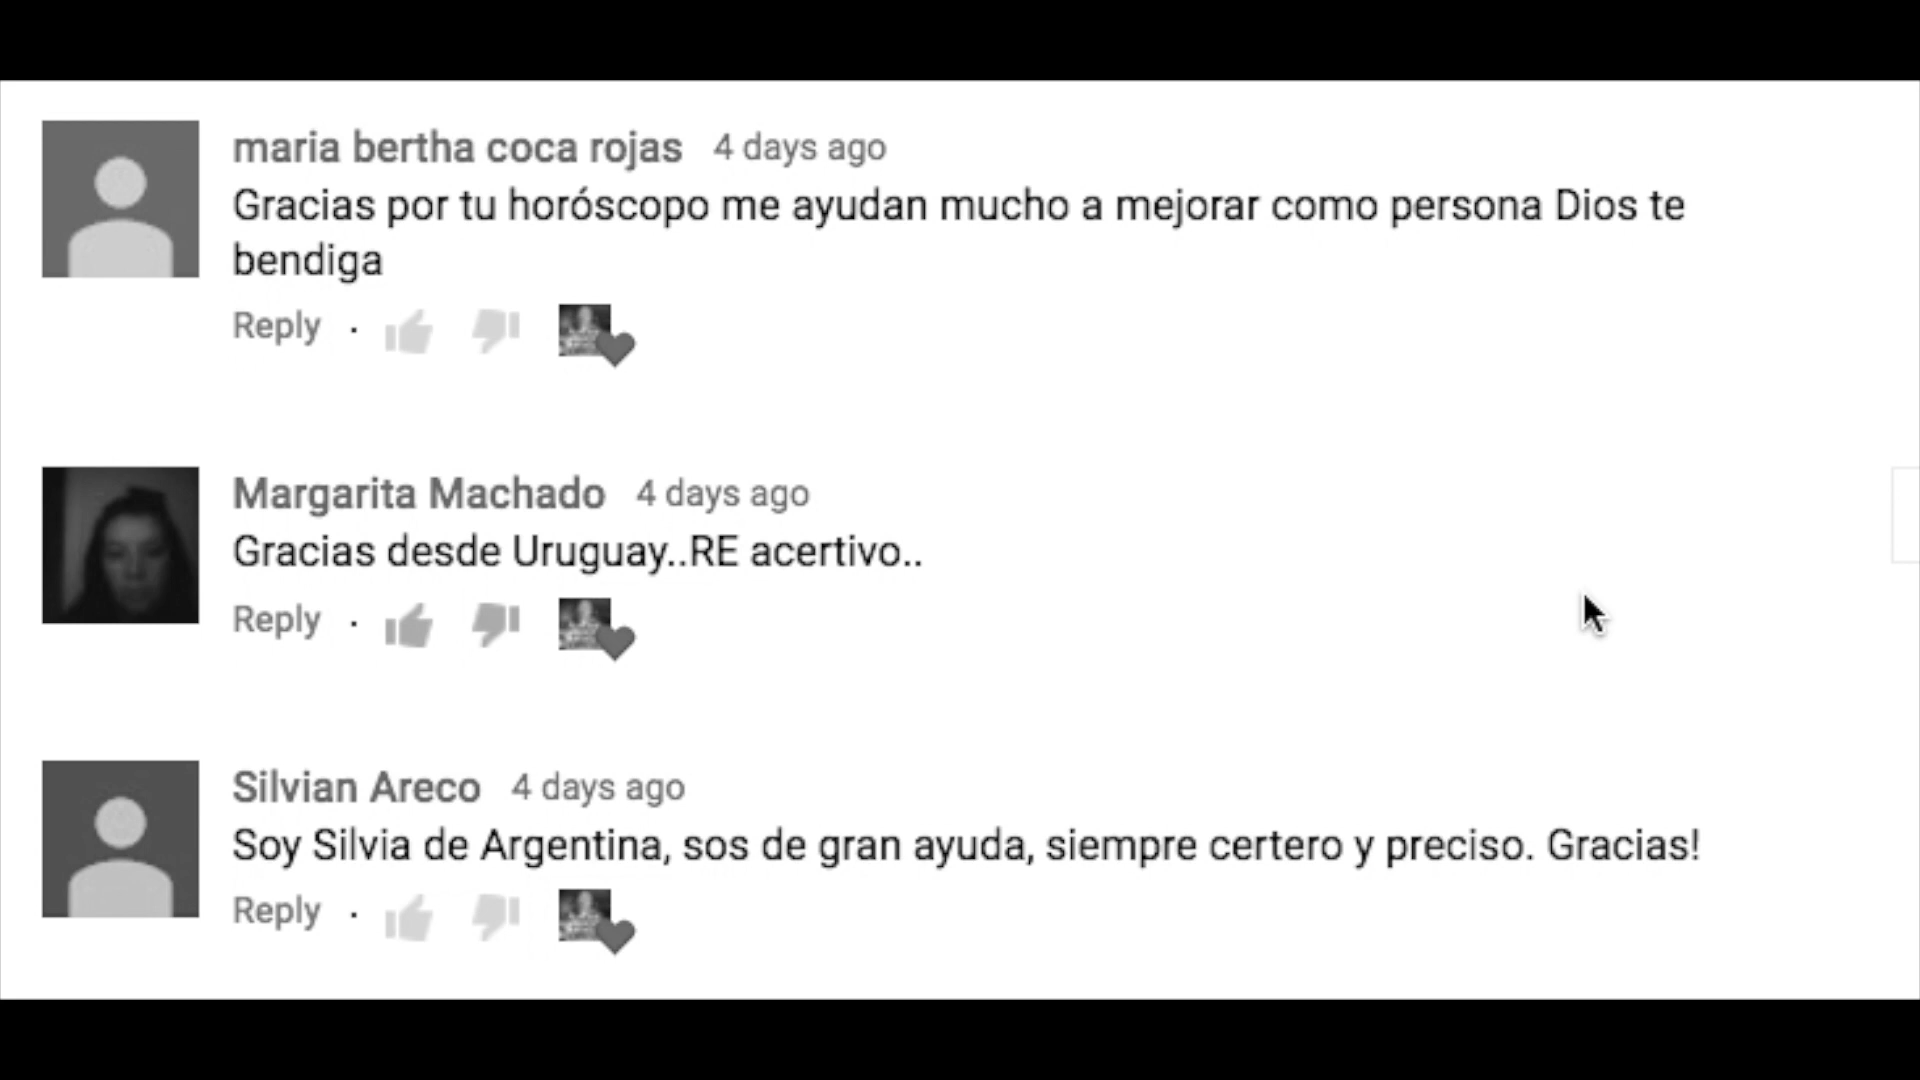 maria bertha coca rojas 4 days ago
Gracias por tu horóscopo me ayudan mucho a mejorar como persona Dios te
bendiga
Reply ·
Margarita Machado 4 days ago
Gracias desde Uruguay..RE acertivo..
Reply ·
Silvian Areco 4 days ago
Soy Silvia de Argentina, sos de gran ayuda, siempre certero y preciso. Gracias!
Reply ·